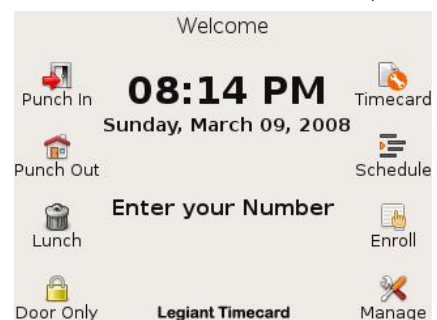 Welcome
08:14 PM
Sunday, March 09, 2008
Punch In
Timecard
Punch Out
Schedule
Enter your Number
Lunch
Enroll
Door Only
Legiant Timecard
Manage